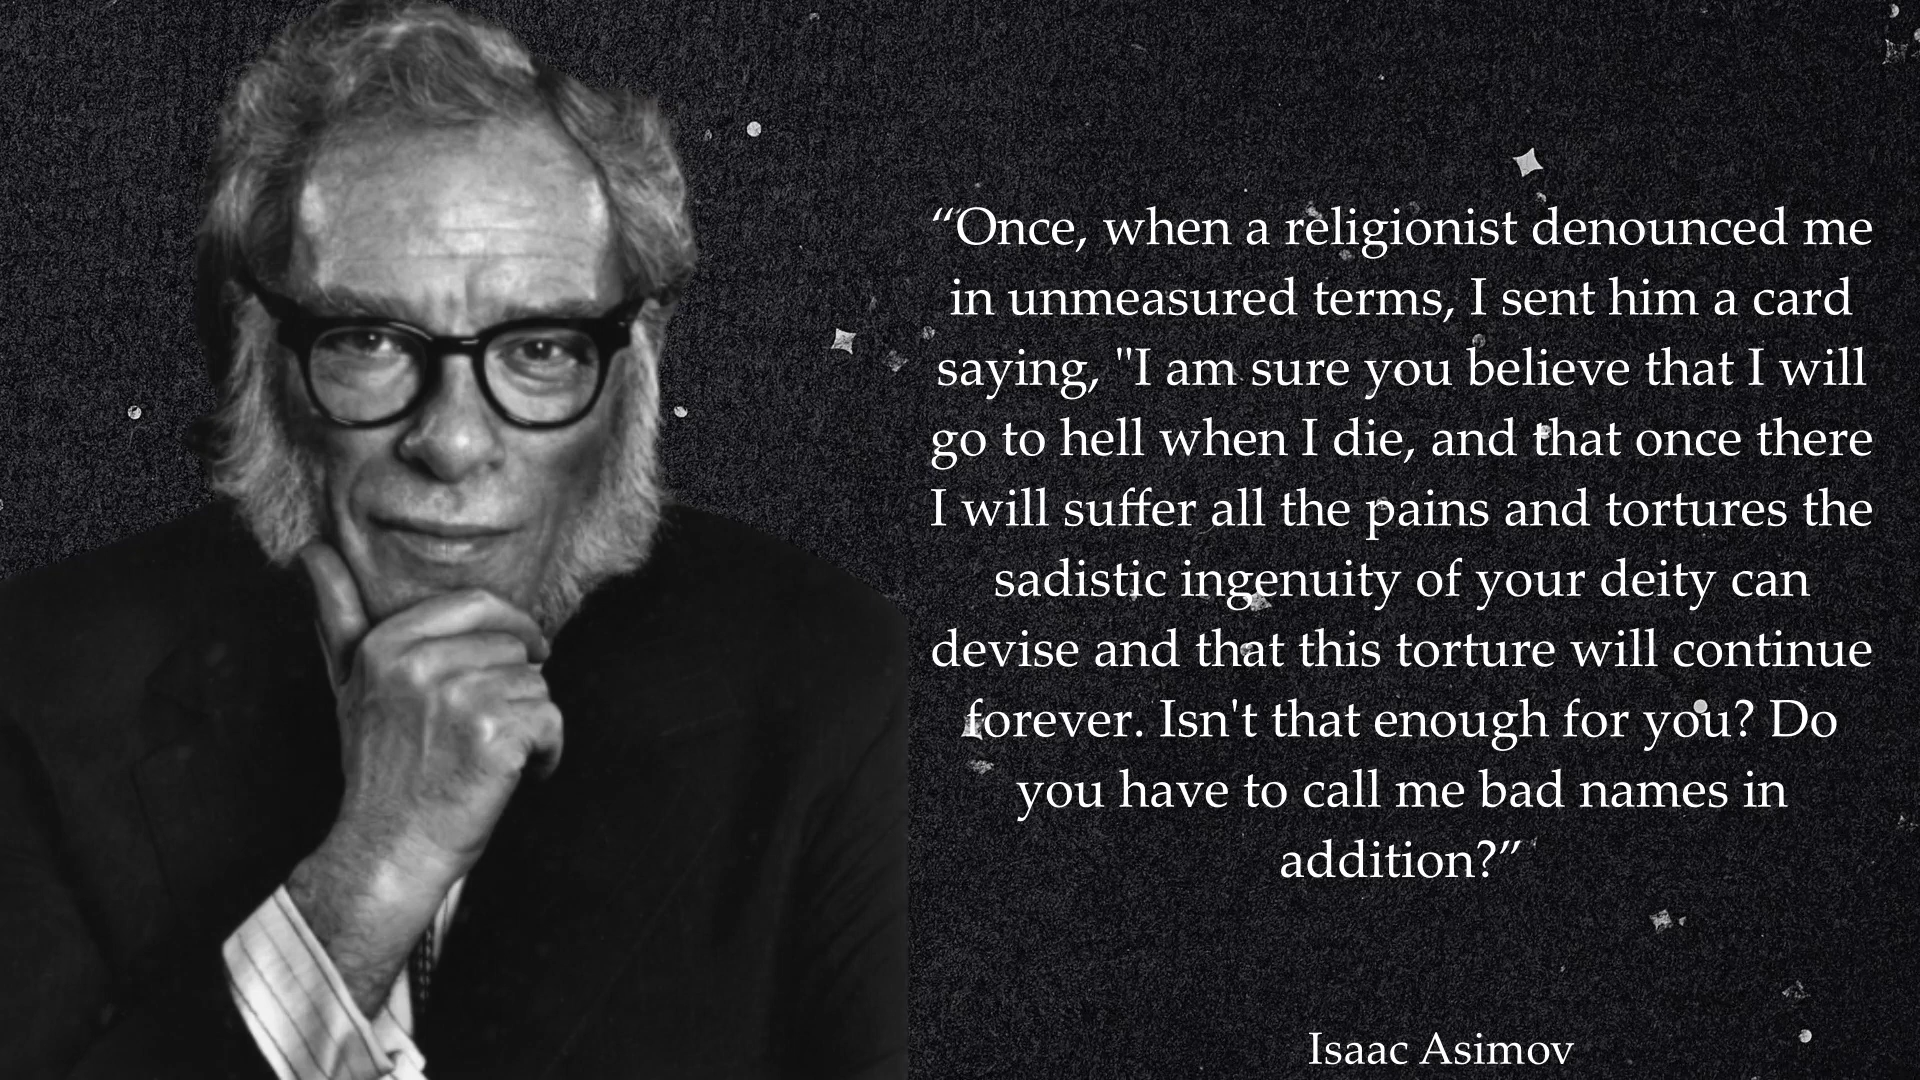 “Once, when a religionist denounced me
in unmeasured terms, I sent him a card
saying, "I am sure you believe that I will
go to hell when I die, and that once there
I will suffer all the pains and tortures the
sadistic ingenuity of your deity can
devise and that this torture will continue
forever. Isn't that enough for you? Do
you have to call me bad names in
addition?”
Isaac Asimov